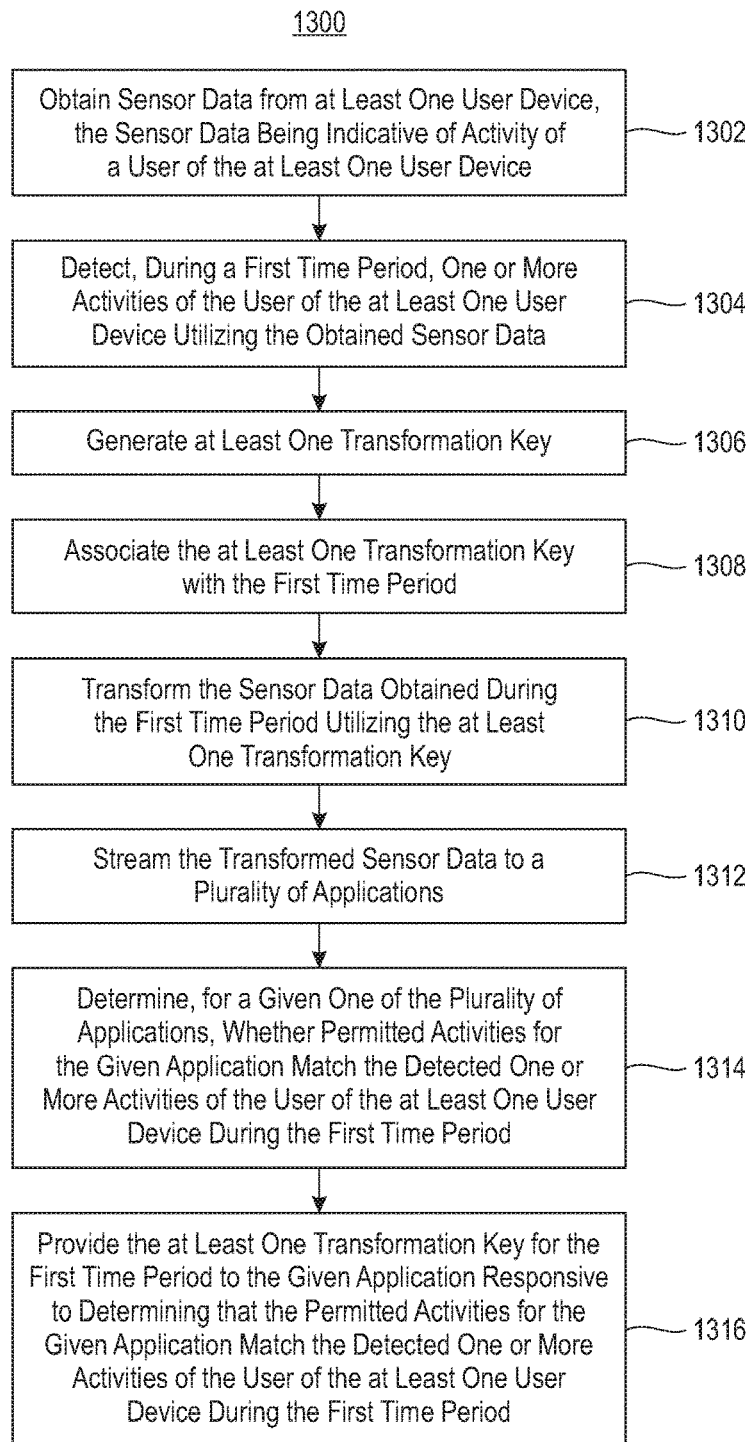 1300
Obtain Sensor Data from at Least One User Device,
the Sensor Data Being Indicative of Activity of
a User of the at Least One User Device
1302
Detect, During a First Time Period, One or More
Activities of the User of the at Least One User
Device Utilizing the Obtained Sensor Data
1304
Generate at Least One Transformation Key
1306
Associate the at Least One Transformation Key
with the First Time Period
1308
Transform the Sensor Data Obtained During
the First Time Period Utilizing the at Least
One Transformation Key
1310
Stream the Transformed Sensor Data to a
Plurality of Applications
1312
Determine, for a Given One of the Plurality of
Applications, Whether Permitted Activities for
the Given Application Match the Detected One or
More Activities of the User of the at Least One User
Device During the First Time Period
1314
Provide the at Least One Transformation Key for the
First Time Period to the Given Application Responsive
to Determining that the Permitted Activities for the
Given Application Match the Detected One or More
Activities of the User of the at Least One User
Device During the First Time Period
1316